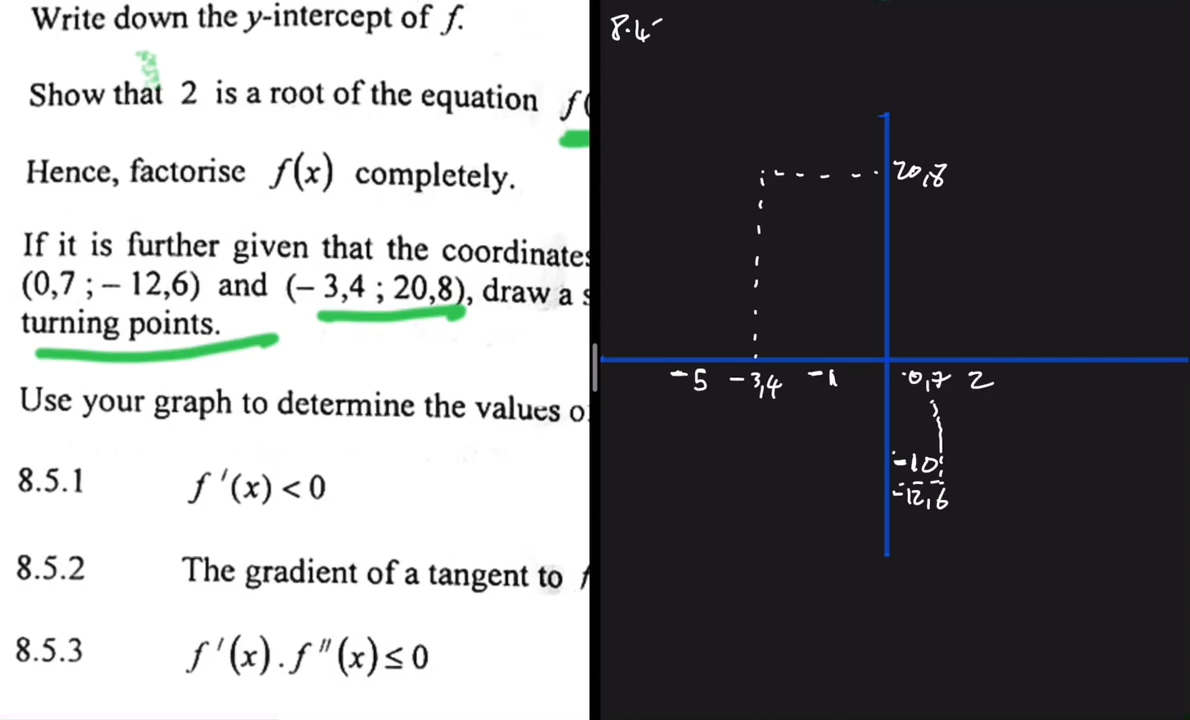 Write down the y-intercept of f.
Show that 2 is a root of the equation f(
Hence, factorise f(x) completely.
If it is further given that the coordinates
(0,7 ; – 12,6) and (– 3,4 ; 20,8), draw a s
turning points.
Use your graph to determine the values o
8.5.1 f ′(x) < 0
8.5.2 The gradient of a tangent to f
8.5.3 f ′(x) . f ″(x) ≤ 0
8.4
20,8
-5 -3,4 -1 0,7 2
-10
-12,6